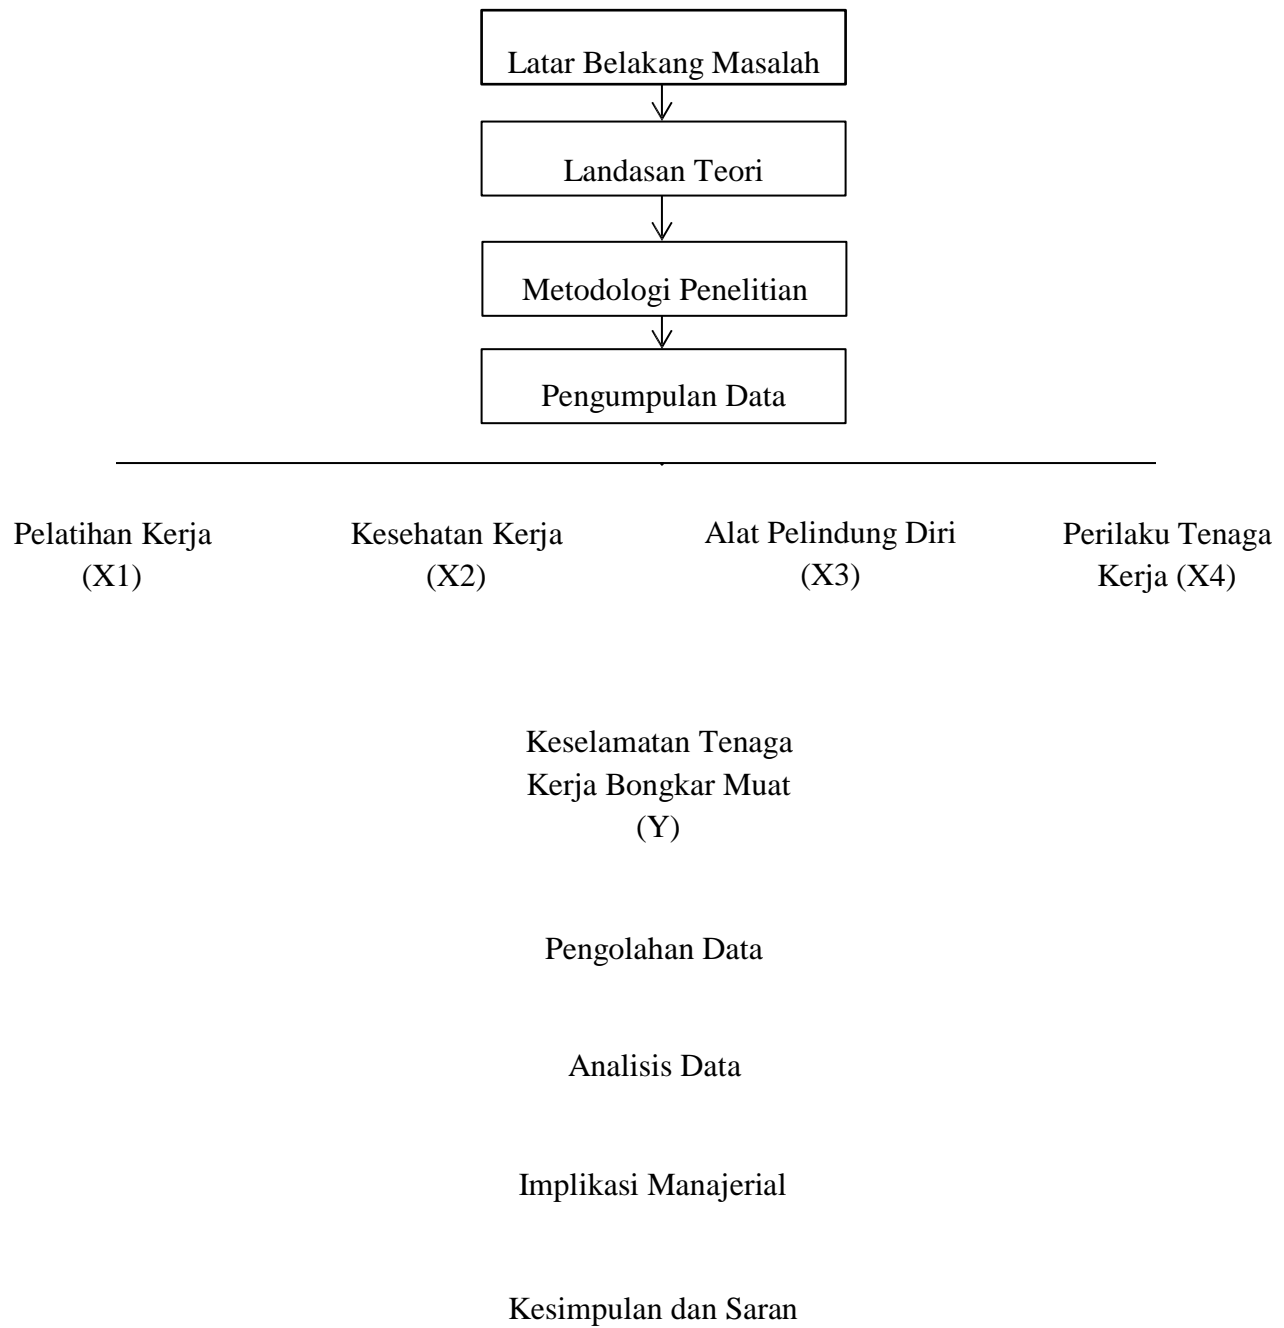 Latar Belakang Masalah
Landasan Teori
Metodologi Penelitian
Pengumpulan Data
Pelatihan Kerja
(X1)
Kesehatan Kerja
(X2)
Alat Pelindung Diri
(X3)
Perilaku Tenaga
Kerja (X4)
Keselamatan Tenaga
Kerja Bongkar Muat
(Y)
Pengolahan Data
Analisis Data
Implikasi Manajerial
Kesimpulan dan Saran